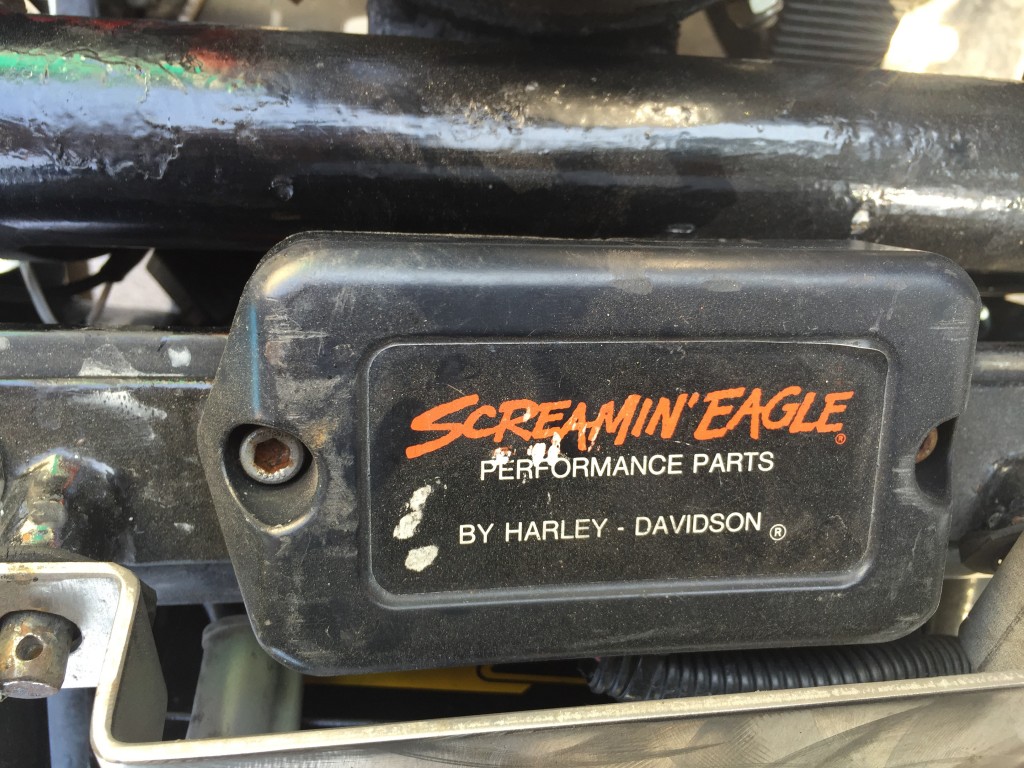 SCREAMIN' EAGLE®
PERFORMANCE PARTS
BY HARLEY - DAVIDSON ®